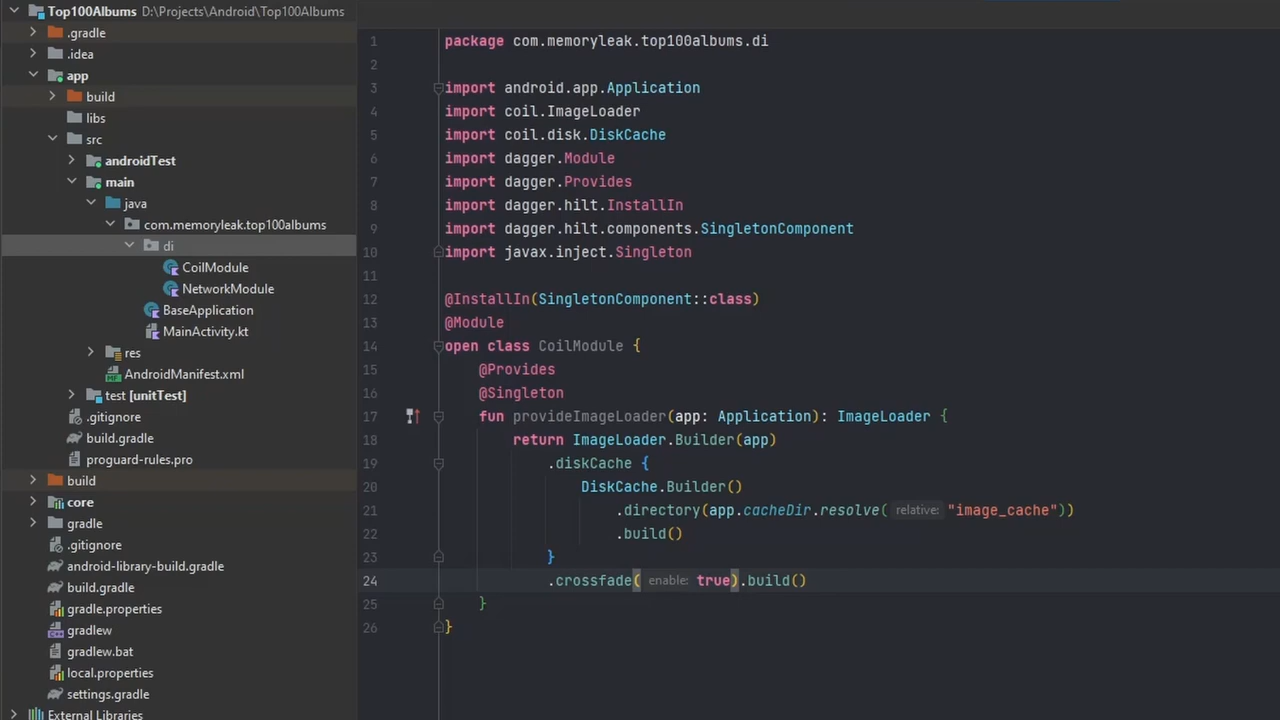 Top100Albums D:\Projects\Android\Top100Albums
.gradle
.idea
app
build
libs
src
androidTest
main
java
com.memoryleak.top100albums
di
CoilModule
NetworkModule
BaseApplication
MainActivity.kt
res
AndroidManifest.xml
test [unitTest]
.gitignore
build.gradle
proguard-rules.pro
build
core
gradle
.gitignore
android-library-build.gradle
build.gradle
gradle.properties
gradlew
gradlew.bat
local.properties
settings.gradle
External Libraries
1 package com.memoryleak.top100albums.di
2
3 import android.app.Application
4 import coil.ImageLoader
5 import coil.disk.DiskCache
6 import dagger.Module
7 import dagger.Provides
8 import dagger.hilt.InstallIn
9 import dagger.hilt.components.SingletonComponent
10 import javax.inject.Singleton
11
12 @InstallIn(SingletonComponent::class)
13 @Module
14 open class CoilModule {
15 @Provides
16 @Singleton
17 fun provideImageLoader(app: Application): ImageLoader {
18 return ImageLoader.Builder(app)
19 .diskCache {
20 DiskCache.Builder()
21 .directory(app.cacheDir.resolve( relative: "image_cache"))
22 .build()
23 }
24 .crossfade( enable: true).build()
25 }
26 }